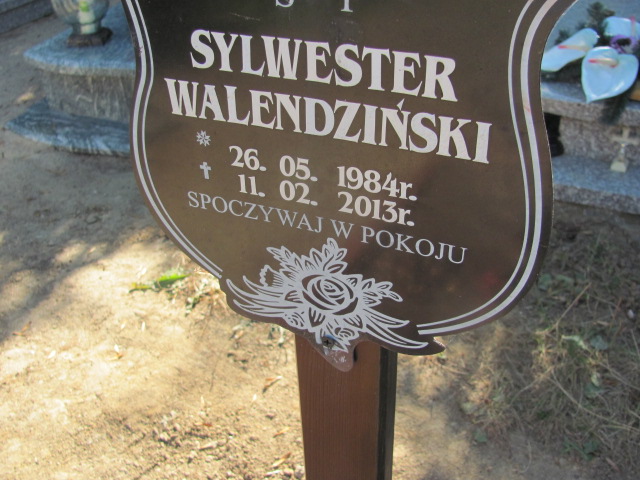 Ś P
SYLWESTER
WALENDZIŃSKI
* 26. 05. 1984r.
† 11. 02. 2013r.
SPOCZYWAJ W POKOJU